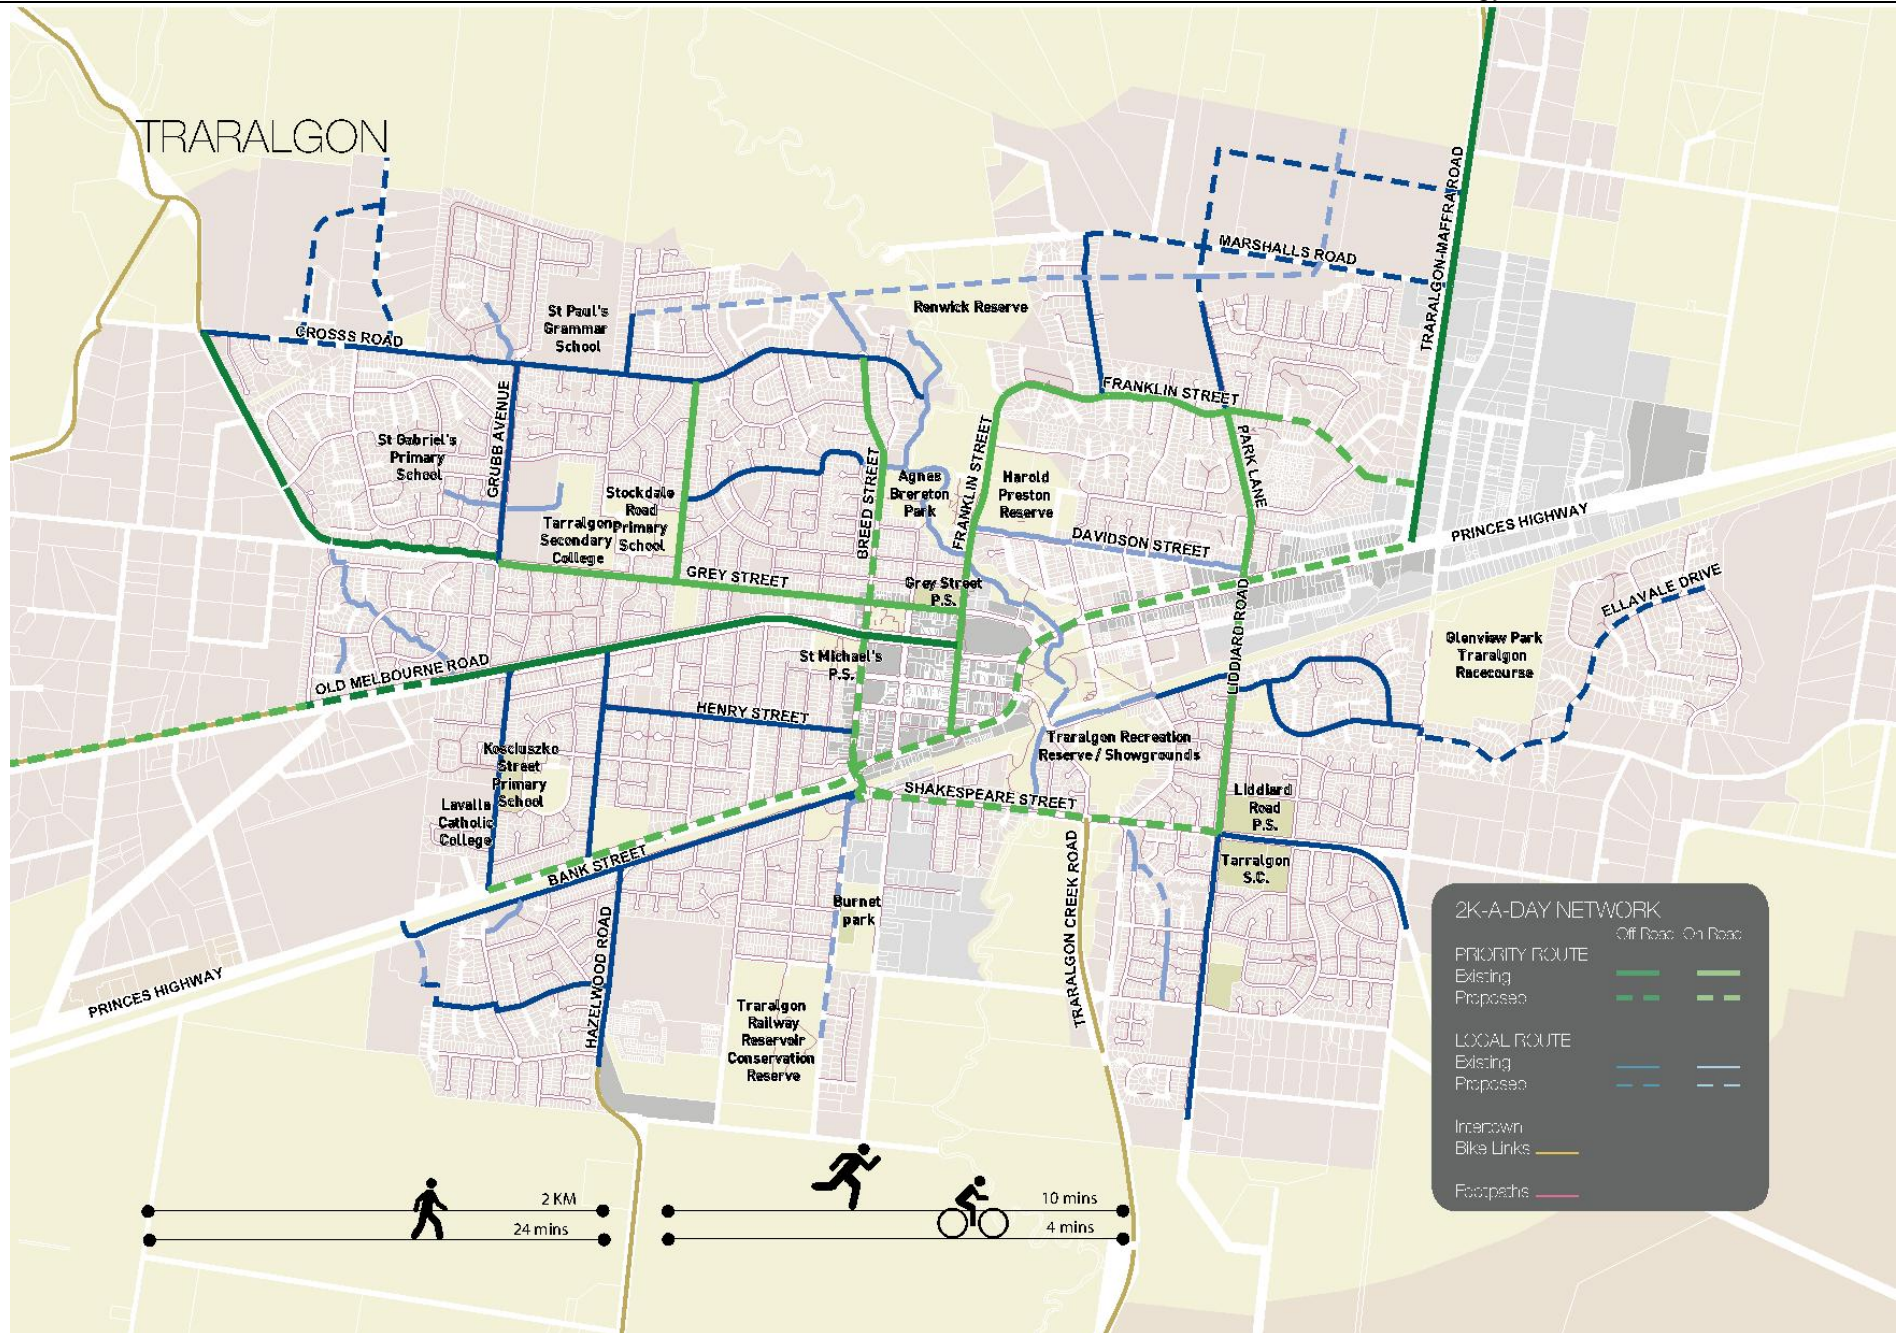 TRARALGON
TRARALGON-MAFFRA ROAD
MARSHALLS ROAD
Renwick Reserve
St Paul's
Grammar
School
CROSSS ROAD
FRANKLIN STREET
GRUBB AVENUE
St Gabriel's
Primary
School
PARK LANE
BREED STREET
FRANKLIN STREET
Agnes
Brereton
Park
Harold
Preston
Reserve
Stockdale
Road
Primary
School
Tarralgon
Secondary
College
PRINCES HIGHWAY
DAVIDSON STREET
GREY STREET
Grey Street
P.S.
ELLAVALE DRIVE
LIDDIARD ROAD
Glenview Park
Traralgon
Racecourse
St Michael's
P.S.
OLD MELBOURNE ROAD
HENRY STREET
Traralgon Recreation
Reserve / Showgrounds
Kosciuszko
Street
Primary
School
Lavalla
Catholic
College
SHAKESPEARE STREET
Liddiard
Road
P.S.
BANK STREET
Tarralgon
S.C.
TRARALGON CREEK ROAD
Burnet
park
HAZELWOOD ROAD
PRINCES HIGHWAY
Traralgon
Railway
Reservoir
Conservation
Reserve
2K-A-DAY NETWORK
Off Road On Road
PRIORITY ROUTE
Existing
Proposed
LOCAL ROUTE
Existing
Proposed
Intertown
Bike Links
Footpaths
2 KM
24 mins
10 mins
4 mins